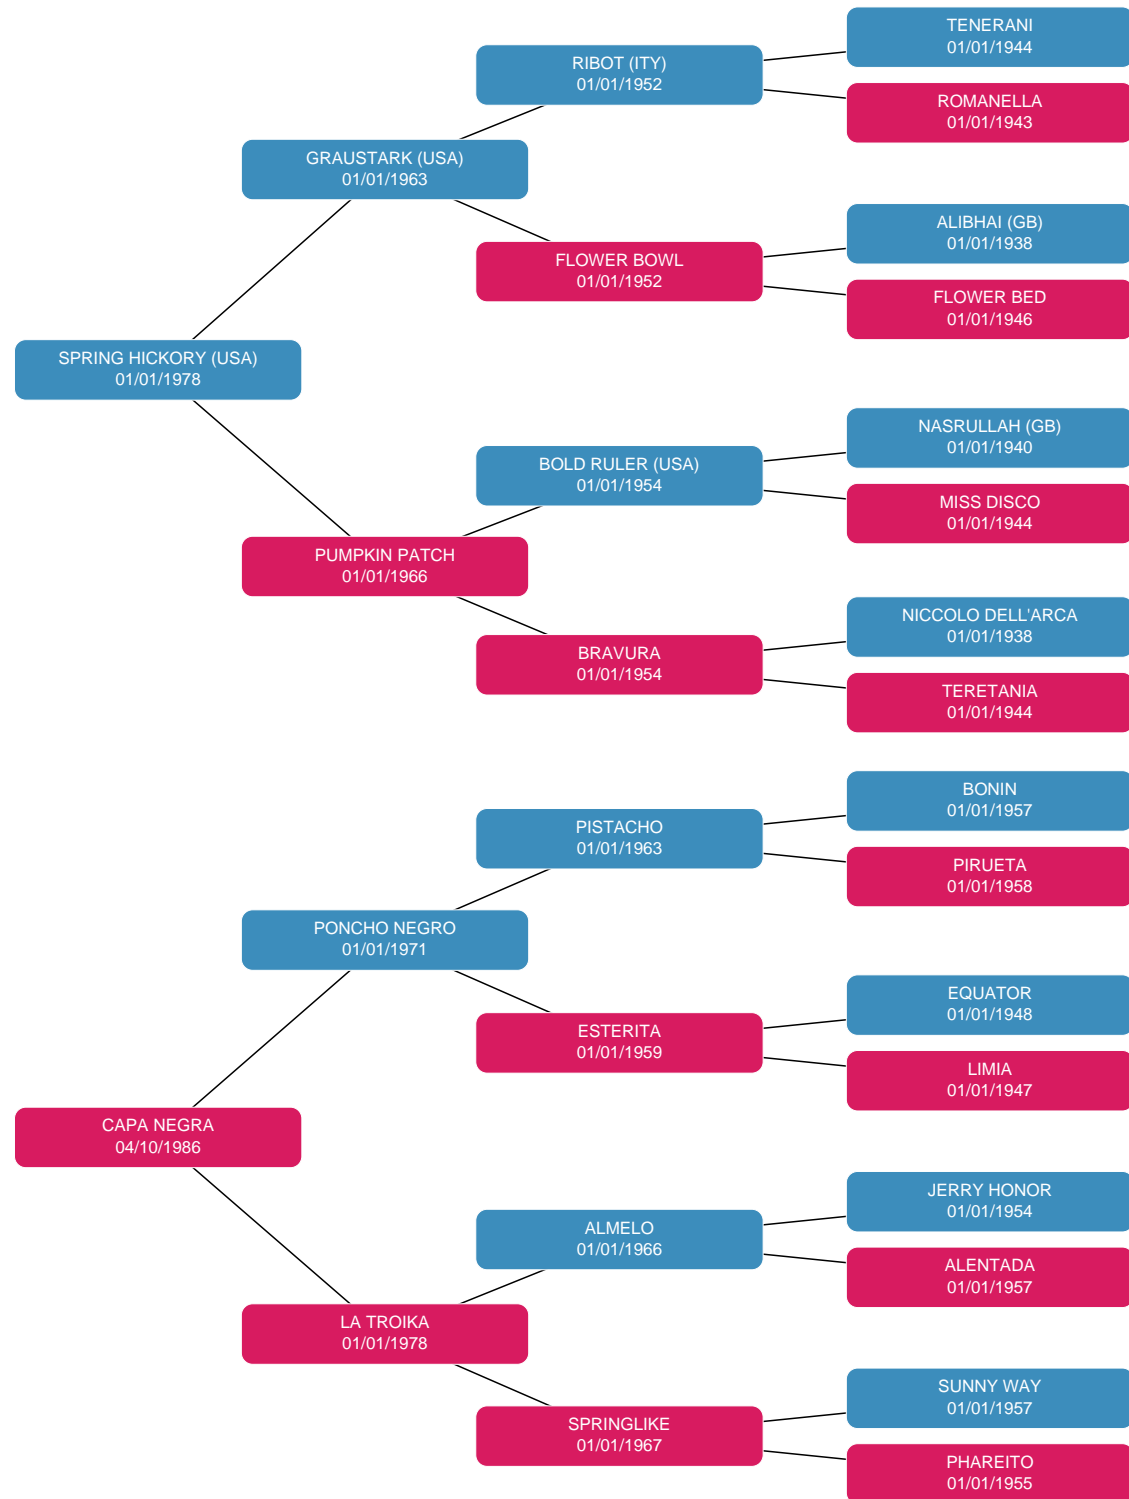 TENERANI
01/01/1944
RIBOT (ITY)
01/01/1952
ROMANELLA
01/01/1943
GRAUSTARK (USA)
01/01/1963
ALIBHAI (GB)
01/01/1938
FLOWER BOWL
01/01/1952
FLOWER BED
01/01/1946
SPRING HICKORY (USA)
01/01/1978
NASRULLAH (GB)
01/01/1940
BOLD RULER (USA)
01/01/1954
MISS DISCO
01/01/1944
PUMPKIN PATCH
01/01/1966
NICCOLO DELL'ARCA
01/01/1938
BRAVURA
01/01/1954
TERETANIA
01/01/1944
BONIN
01/01/1957
PISTACHO
01/01/1963
PIRUETA
01/01/1958
PONCHO NEGRO
01/01/1971
EQUATOR
01/01/1948
ESTERITA
01/01/1959
LIMIA
01/01/1947
CAPA NEGRA
04/10/1986
JERRY HONOR
01/01/1954
ALMELO
01/01/1966
ALENTADA
01/01/1957
LA TROIKA
01/01/1978
SUNNY WAY
01/01/1957
SPRINGLIKE
01/01/1967
PHAREITO
01/01/1955